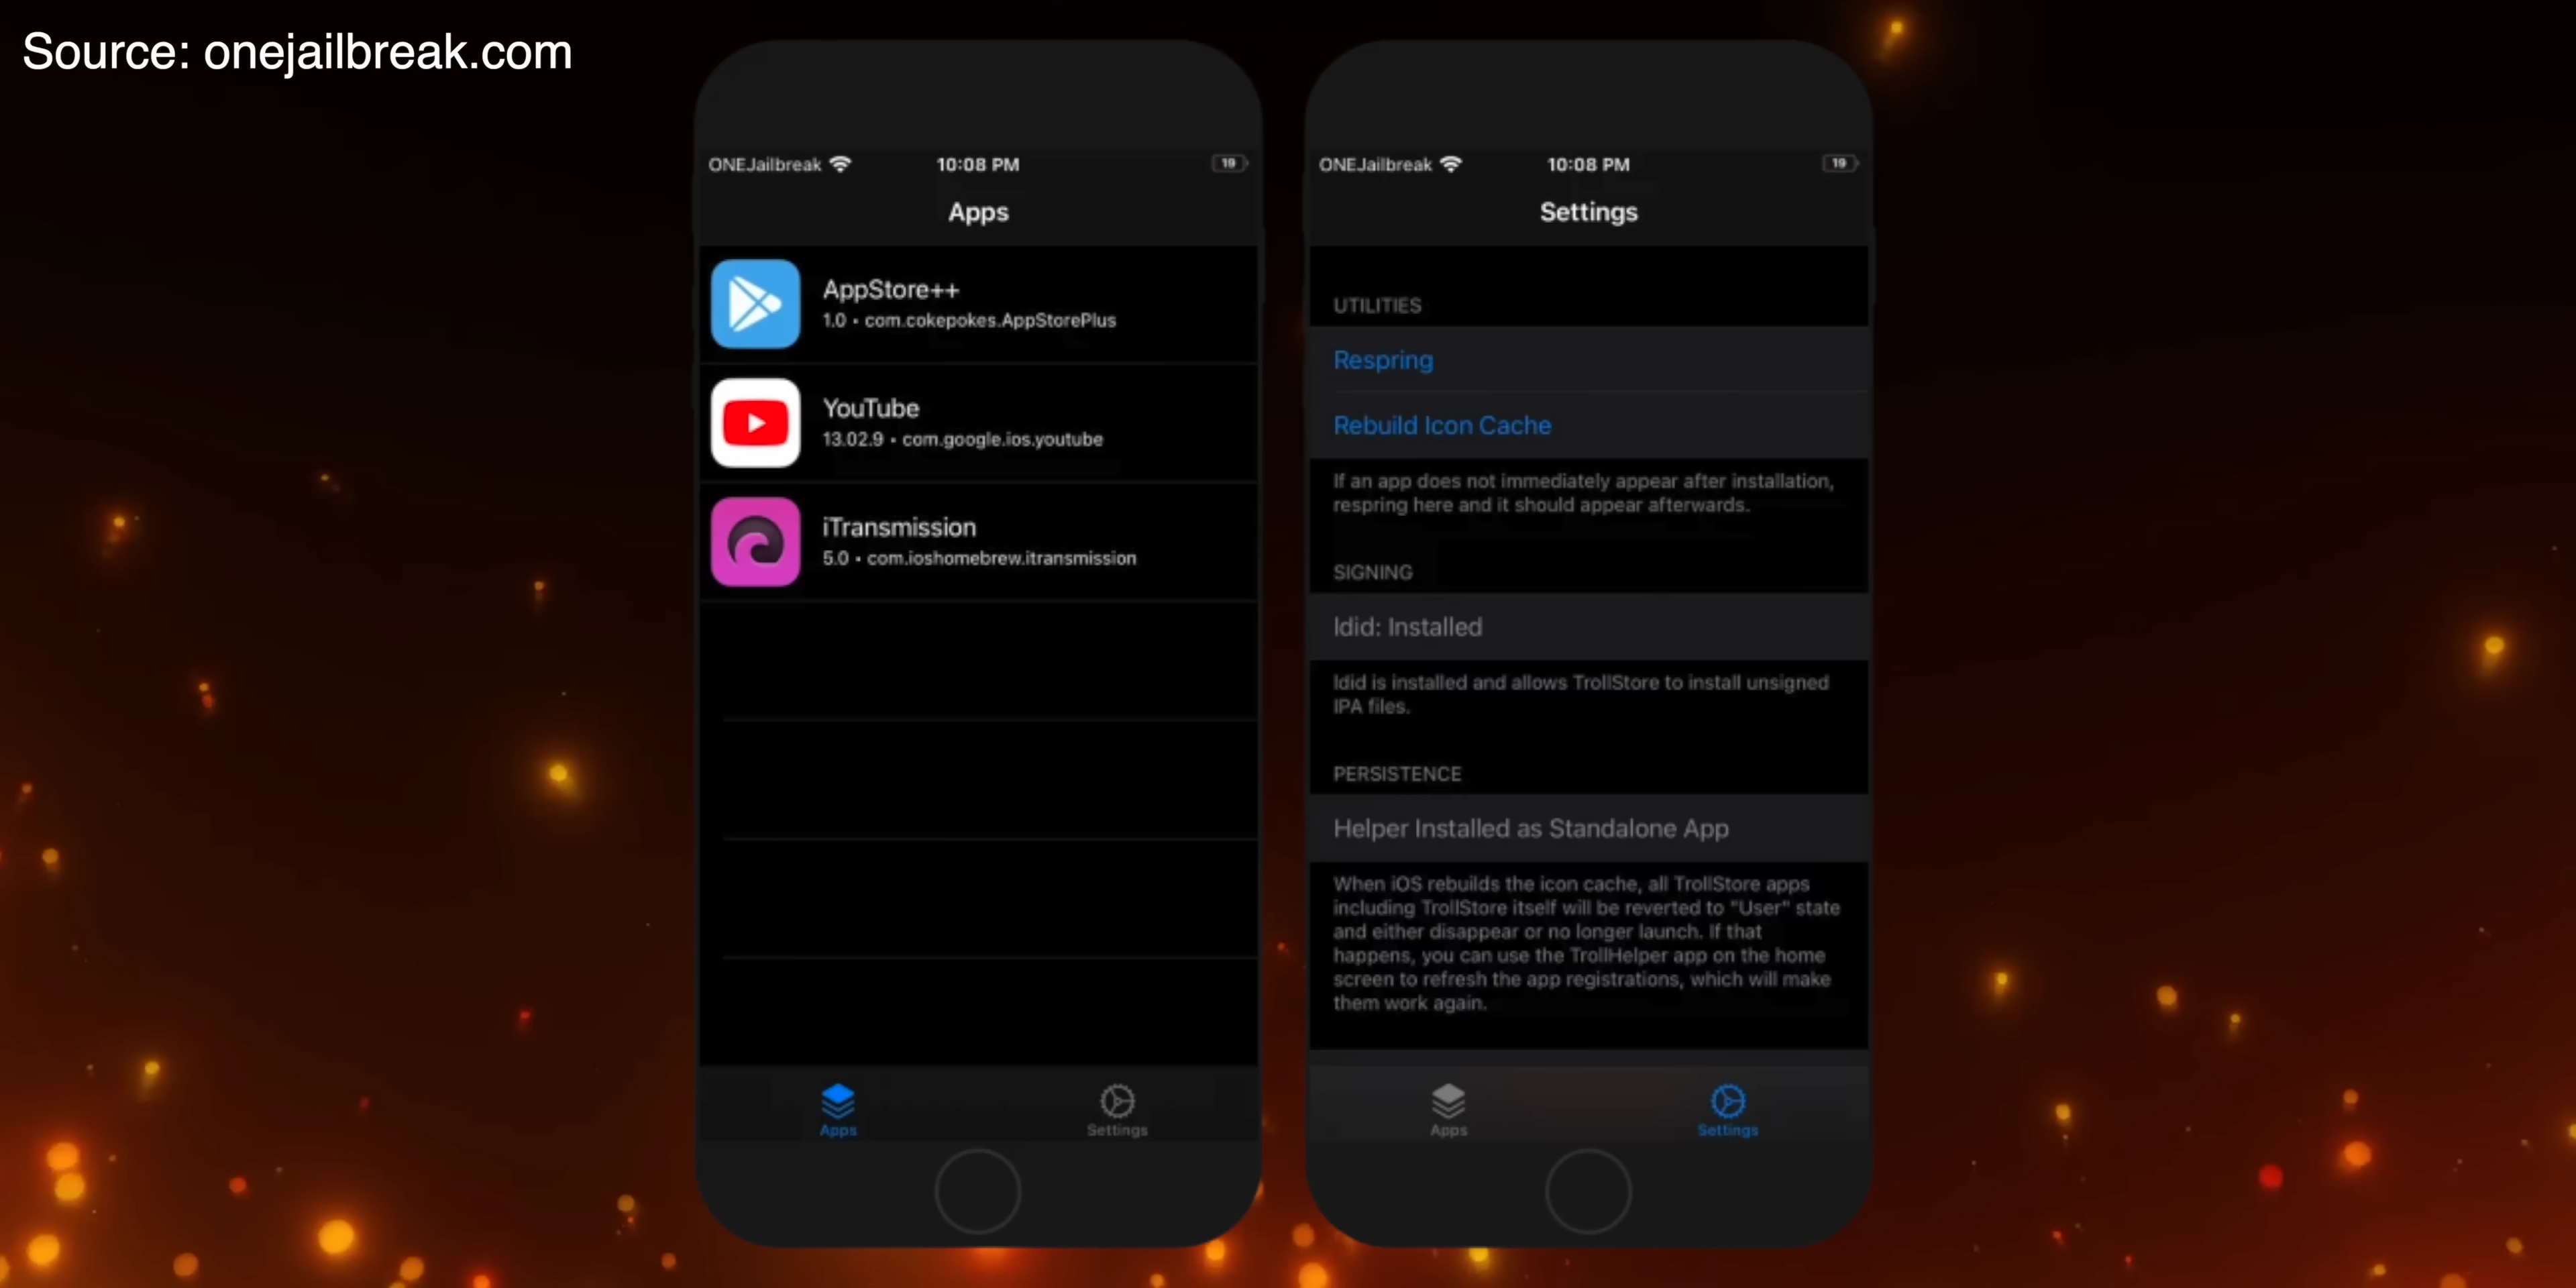 Source: onejailbreak.com
ONEJailbreak 10:08 PM 19
Apps
AppStore++
1.0 • com.cokepokes.AppStorePlus
YouTube
13.02.9 • com.google.ios.youtube
iTransmission
5.0 • com.ioshomebrew.itransmission
Apps Settings
ONEJailbreak 10:08 PM 19
Settings
UTILITIES
Respring
Rebuild Icon Cache
If an app does not immediately appear after installation,
respring here and it should appear afterwards.
SIGNING
ldid: Installed
ldid is installed and allows TrollStore to install unsigned
IPA files.
PERSISTENCE
Helper Installed as Standalone App
When iOS rebuilds the icon cache, all TrollStore apps
including TrollStore itself will be reverted to "User" state
and either disappear or no longer launch. If that
happens, you can use the TrollHelper app on the home
screen to refresh the app registrations, which will make
them work again.
Apps Settings